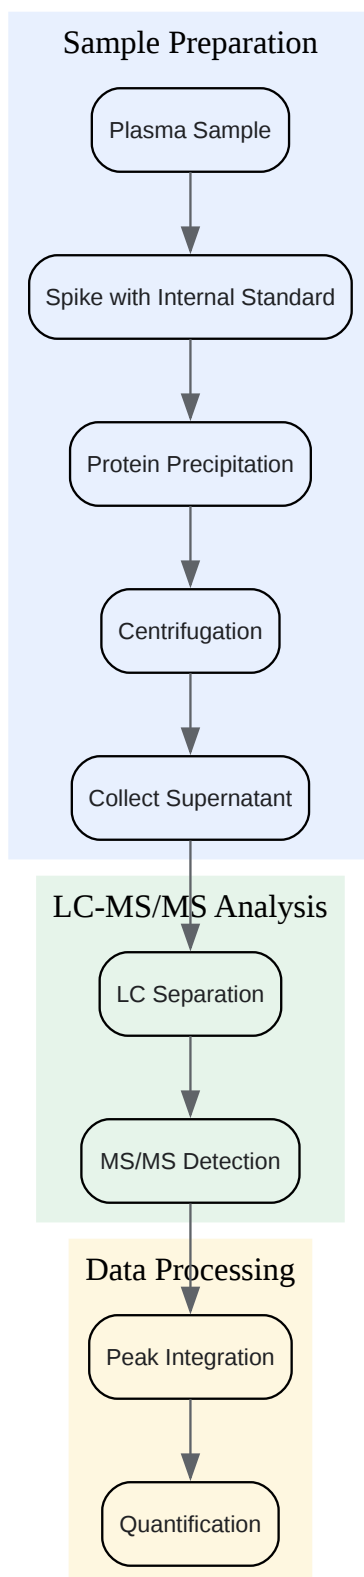 Sample Preparation
Plasma Sample
Spike with Internal Standard
Protein Precipitation
Centrifugation
Collect Supernatant
LC-MS/MS Analysis
LC Separation
MS/MS Detection
Data Processing
Peak Integration
Quantification